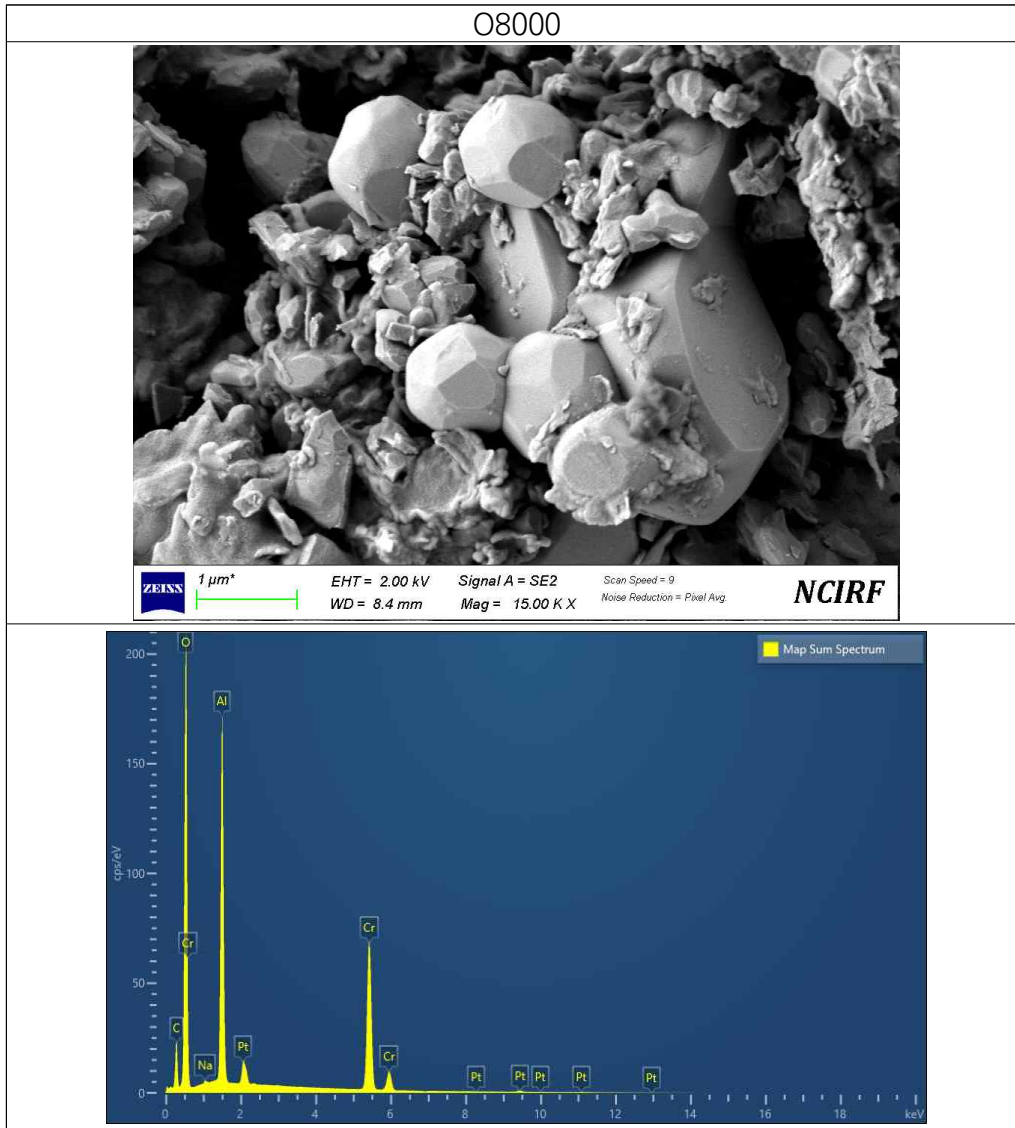 O8000
ZEISS
1 µm*
EHT = 2.00 kV
WD = 8.4 mm
Signal A = SE2
Mag = 15.00 K X
Scan Speed = 9
Noise Reduction = Pixel Avg.
NCIRF
Map Sum Spectrum
cps/eV
200
150
100
50
0
O
Al
Cr
Cr
C
Na
Pt
Cr
Pt
Pt
Pt
Pt
Pt
0
2
4
6
8
10
12
14
16
18
keV